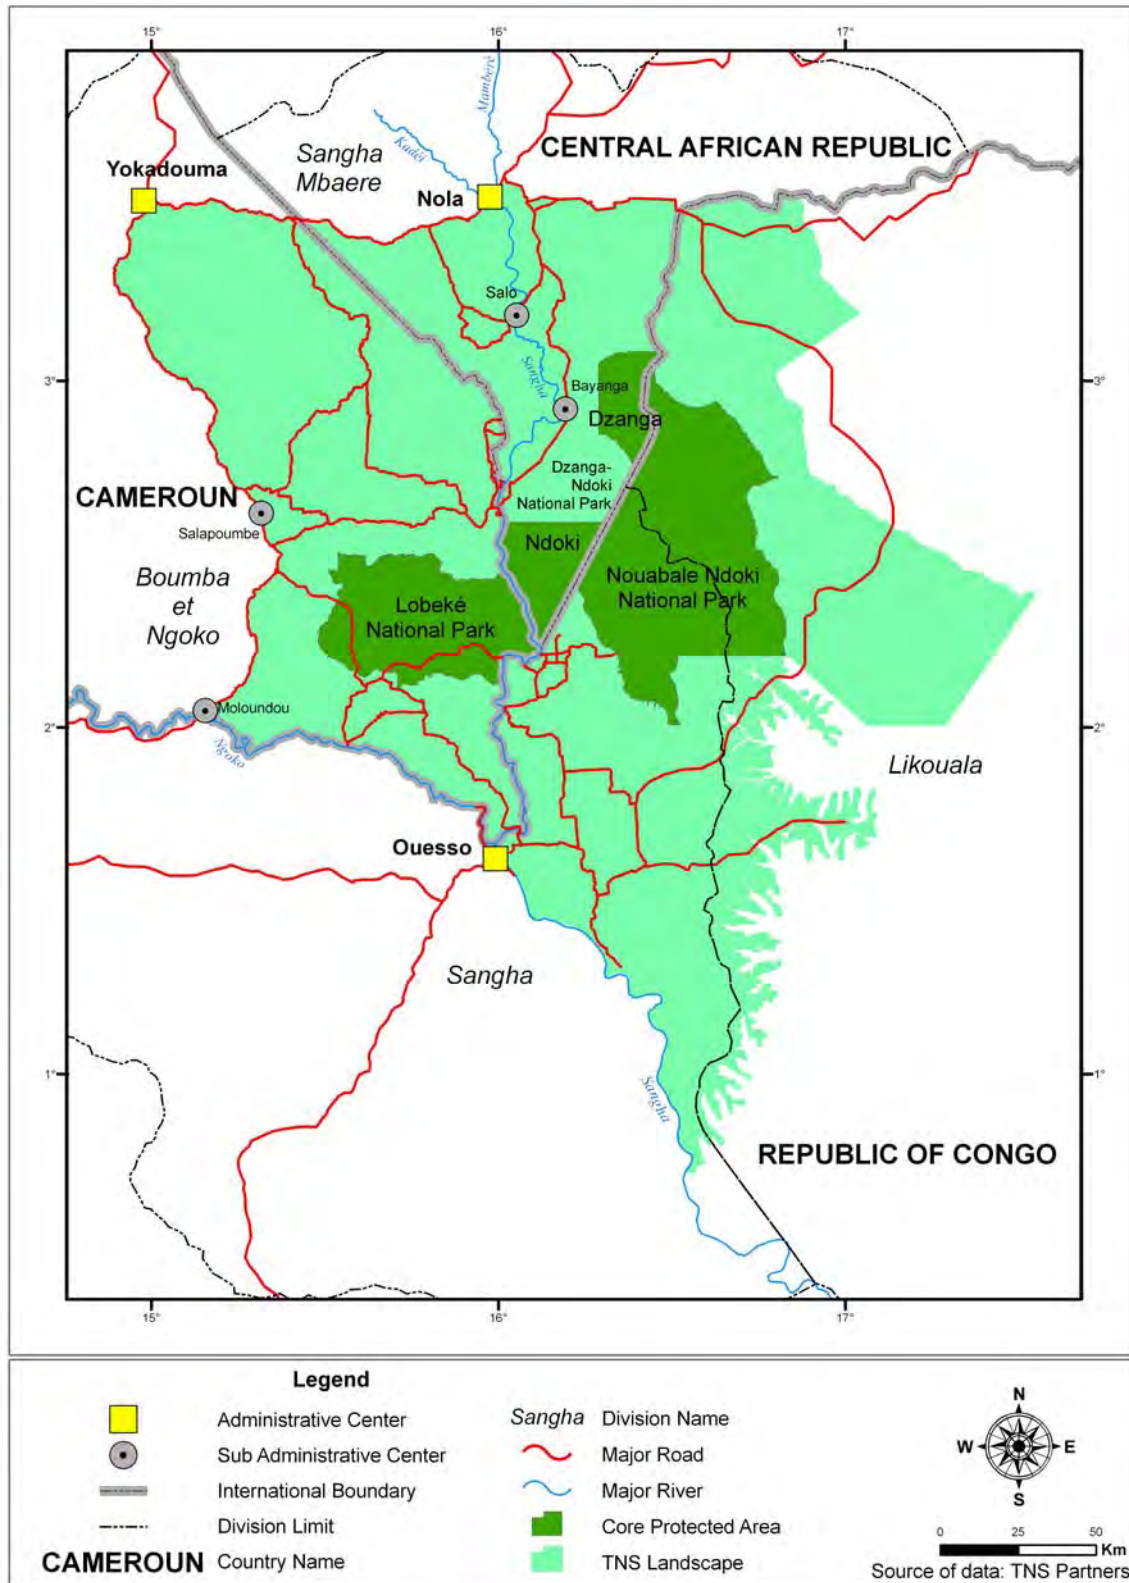 15°
16°
17°
Mambéré
Kadéi
CENTRAL AFRICAN REPUBLIC
Sangha
Mbaere
Yokadouma
Nola
Salo
Sangha
3°
3°
Bayanga
Dzanga
Dzanga-
Ndoki
National Park
CAMEROUN
Salapoumbe
Ndoki
Boumba
et
Ngoko
Nouabale Ndoki
National Park
Lobeké
National Park
Moloundou
2°
2°
Ngoko
Likouala
Ouesso
Sangha
1°
1°
Sangha
REPUBLIC OF CONGO
15°
16°
17°
Legend
Administrative Center
Sub Administrative Center
International Boundary
Division Limit
CAMEROUN Country Name
Sangha Division Name
Major Road
Major River
Core Protected Area
TNS Landscape
N
W E
S
0 25 50
Km
Source of data: TNS Partners